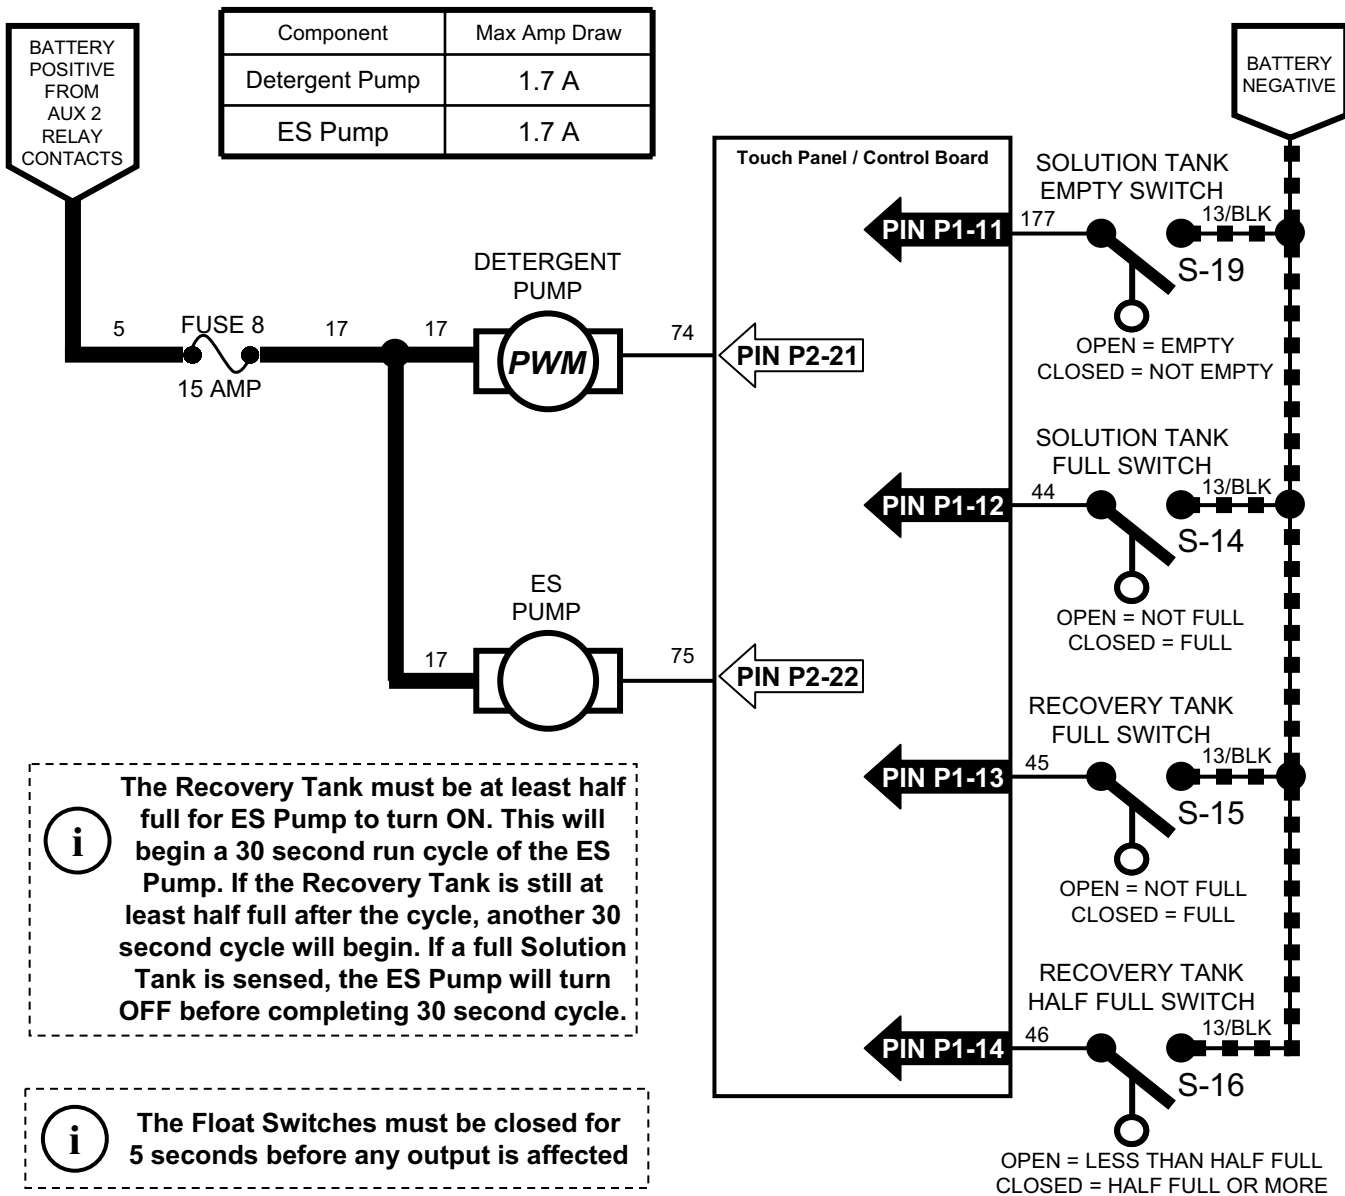 BATTERY
POSITIVE
FROM
AUX 2
RELAY
CONTACTS
Component Max Amp Draw
Detergent Pump 1.7 A
ES Pump 1.7 A
BATTERY
NEGATIVE
Touch Panel / Control Board
SOLUTION TANK
EMPTY SWITCH
PIN P1-11
177
13/BLK
S-19
OPEN = EMPTY
CLOSED = NOT EMPTY
DETERGENT
PUMP
5
FUSE 8
15 AMP
17
17
PWM
74
PIN P2-21
SOLUTION TANK
FULL SWITCH
PIN P1-12
44
13/BLK
S-14
OPEN = NOT FULL
CLOSED = FULL
ES
PUMP
17
75
PIN P2-22
RECOVERY TANK
FULL SWITCH
PIN P1-13
45
13/BLK
S-15
OPEN = NOT FULL
CLOSED = FULL
i
The Recovery Tank must be at least half
full for ES Pump to turn ON. This will
begin a 30 second run cycle of the ES
Pump. If the Recovery Tank is still at
least half full after the cycle, another 30
second cycle will begin. If a full Solution
Tank is sensed, the ES Pump will turn
OFF before completing 30 second cycle.
RECOVERY TANK
HALF FULL SWITCH
PIN P1-14
46
13/BLK
S-16
OPEN = LESS THAN HALF FULL
CLOSED = HALF FULL OR MORE
i
The Float Switches must be closed for
5 seconds before any output is affected